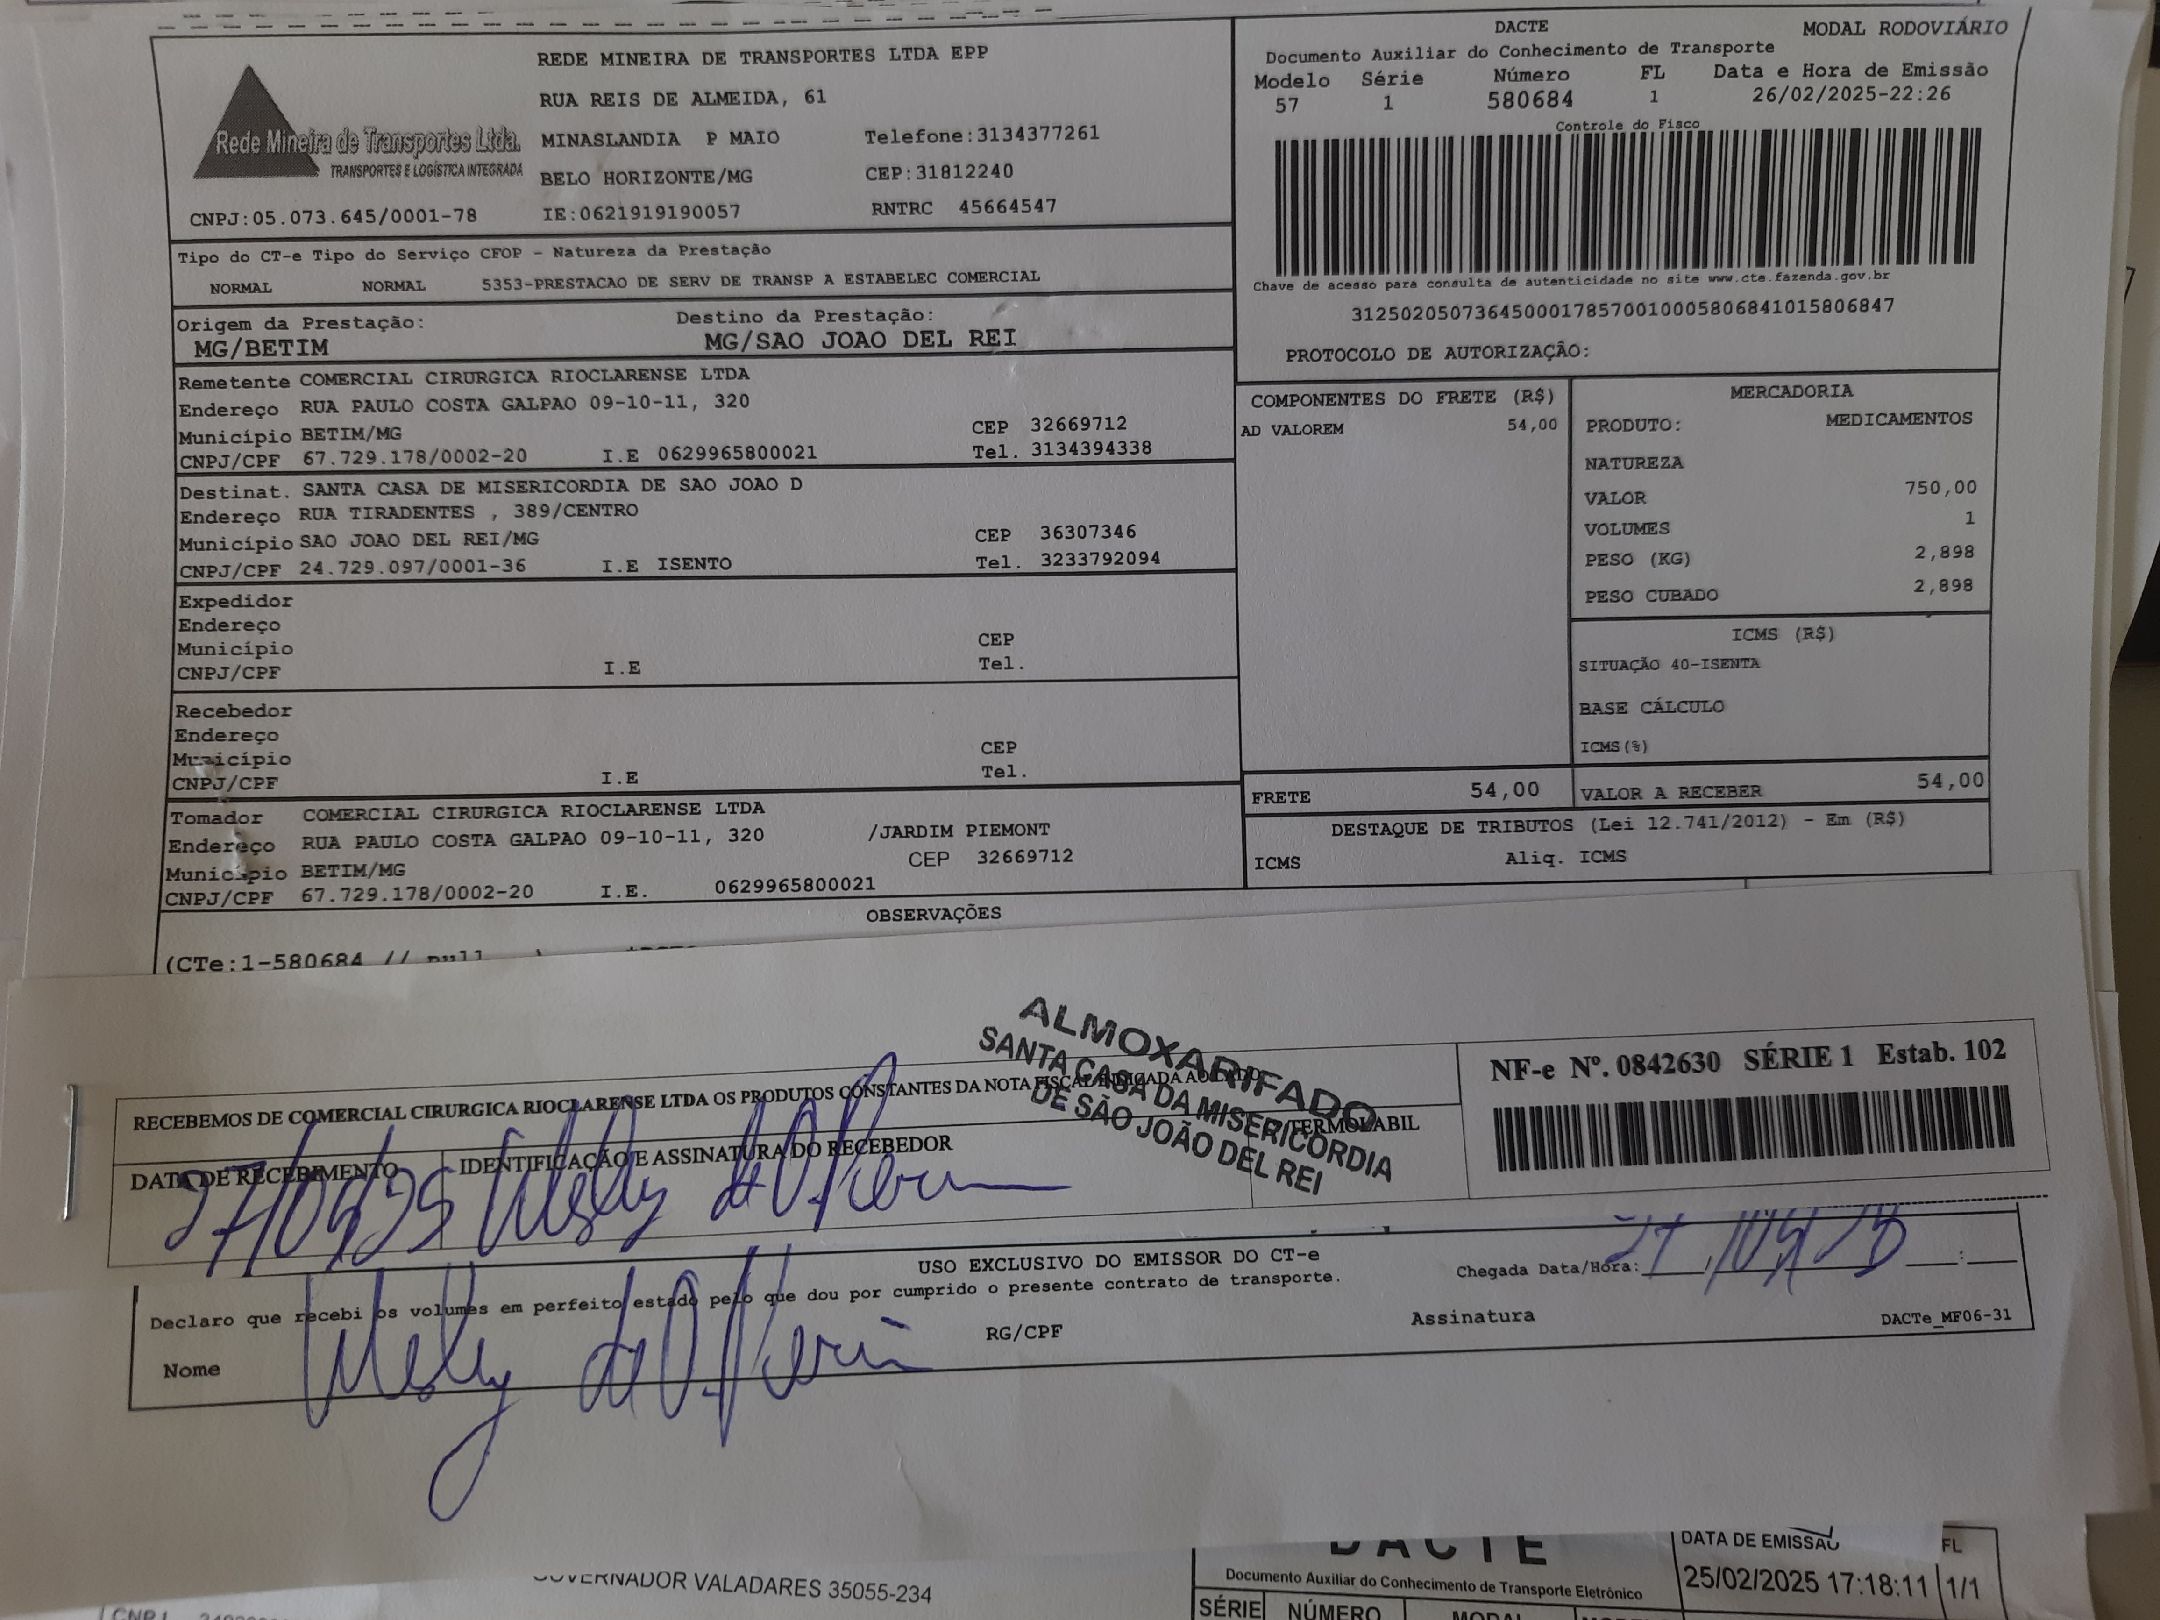 REDE MINEIRA DE TRANSPORTES LTDA EPP
RUA REIS DE ALMEIDA, 61
MINASLANDIA P MAIO Telefone:3134377261
BELO HORIZONTE/MG CEP:31812240
Rede Mineira de Transportes Ltda.
TRANSPORTES E LOGÍSTICA INTEGRADA
CNPJ:05.073.645/0001-78 IE:0621919190057 RNTRC 45664547
DACTE MODAL RODOVIÁRIO
Documento Auxiliar do Conhecimento de Transporte
Modelo Série Número FL Data e Hora de Emissão
57 1 580684 1 26/02/2025-22:26
Controle do Fisco
Chave de acesso para consulta de autenticidade no site www.cte.fazenda.gov.br
31250205073645000178570010005806841015806847
PROTOCOLO DE AUTORIZAÇÃO:
Tipo do CT-e Tipo do Serviço CFOP - Natureza da Prestação
NORMAL NORMAL 5353-PRESTACAO DE SERV DE TRANSP A ESTABELEC COMERCIAL
Origem da Prestação: Destino da Prestação:
MG/BETIM MG/SAO JOAO DEL REI
Remetente COMERCIAL CIRURGICA RIOCLARENSE LTDA
Endereço RUA PAULO COSTA GALPAO 09-10-11, 320
Município BETIM/MG CEP 32669712
CNPJ/CPF 67.729.178/0002-20 I.E 0629965800021 Tel. 3134394338
Destinat. SANTA CASA DE MISERICORDIA DE SAO JOAO D
Endereço RUA TIRADENTES , 389/CENTRO
Município SAO JOAO DEL REI/MG CEP 36307346
CNPJ/CPF 24.729.097/0001-36 I.E ISENTO Tel. 3233792094
Expedidor
Endereço
Município CEP
CNPJ/CPF I.E Tel.
Recebedor
Endereço
Município CEP
CNPJ/CPF I.E Tel.
Tomador COMERCIAL CIRURGICA RIOCLARENSE LTDA
Endereço RUA PAULO COSTA GALPAO 09-10-11, 320 /JARDIM PIEMONT
Município BETIM/MG CEP 32669712
CNPJ/CPF 67.729.178/0002-20 I.E. 0629965800021
COMPONENTES DO FRETE (R$)
AD VALOREM 54,00
MERCADORIA
PRODUTO: MEDICAMENTOS
NATUREZA
VALOR 750,00
VOLUMES 1
PESO (KG) 2,898
PESO CUBADO 2,898
ICMS (R$)
SITUAÇÃO 40-ISENTA
BASE CÁLCULO
ICMS(%)
FRETE 54,00 VALOR A RECEBER 54,00
DESTAQUE DE TRIBUTOS (Lei 12.741/2012) - Em (R$)
ICMS Aliq. ICMS
OBSERVAÇÕES
(CTe:1-580684 // null
ALMOXARIFADO
SANTA CASA DA MISERICÓRDIA
DE SÃO JOÃO DEL REI
RECEBEMOS DE COMERCIAL CIRURGICA RIOCLARENSE LTDA OS PRODUTOS CONSTANTES DA NOTA FISCAL INDICADA AO LADO
DATA DE RECEBIMENTO IDENTIFICAÇÃO E ASSINATURA DO RECEBEDOR TERMOLABIL
NF-e Nº. 0842630 SÉRIE 1 Estab. 102
USO EXCLUSIVO DO EMISSOR DO CT-e
Declaro que recebi os volumes em perfeito estado pelo que dou por cumprido o presente contrato de transporte.
Chegada Data/Hora:
Nome RG/CPF Assinatura DACTe_MF06-31
DACTE
Documento Auxiliar do Conhecimento de Transporte Eletrônico
DATA DE EMISSÃO FL
25/02/2025 17:18:11 1/1
GOVERNADOR VALADARES 35055-234
SÉRIE NÚMERO MODAL
CNPJ